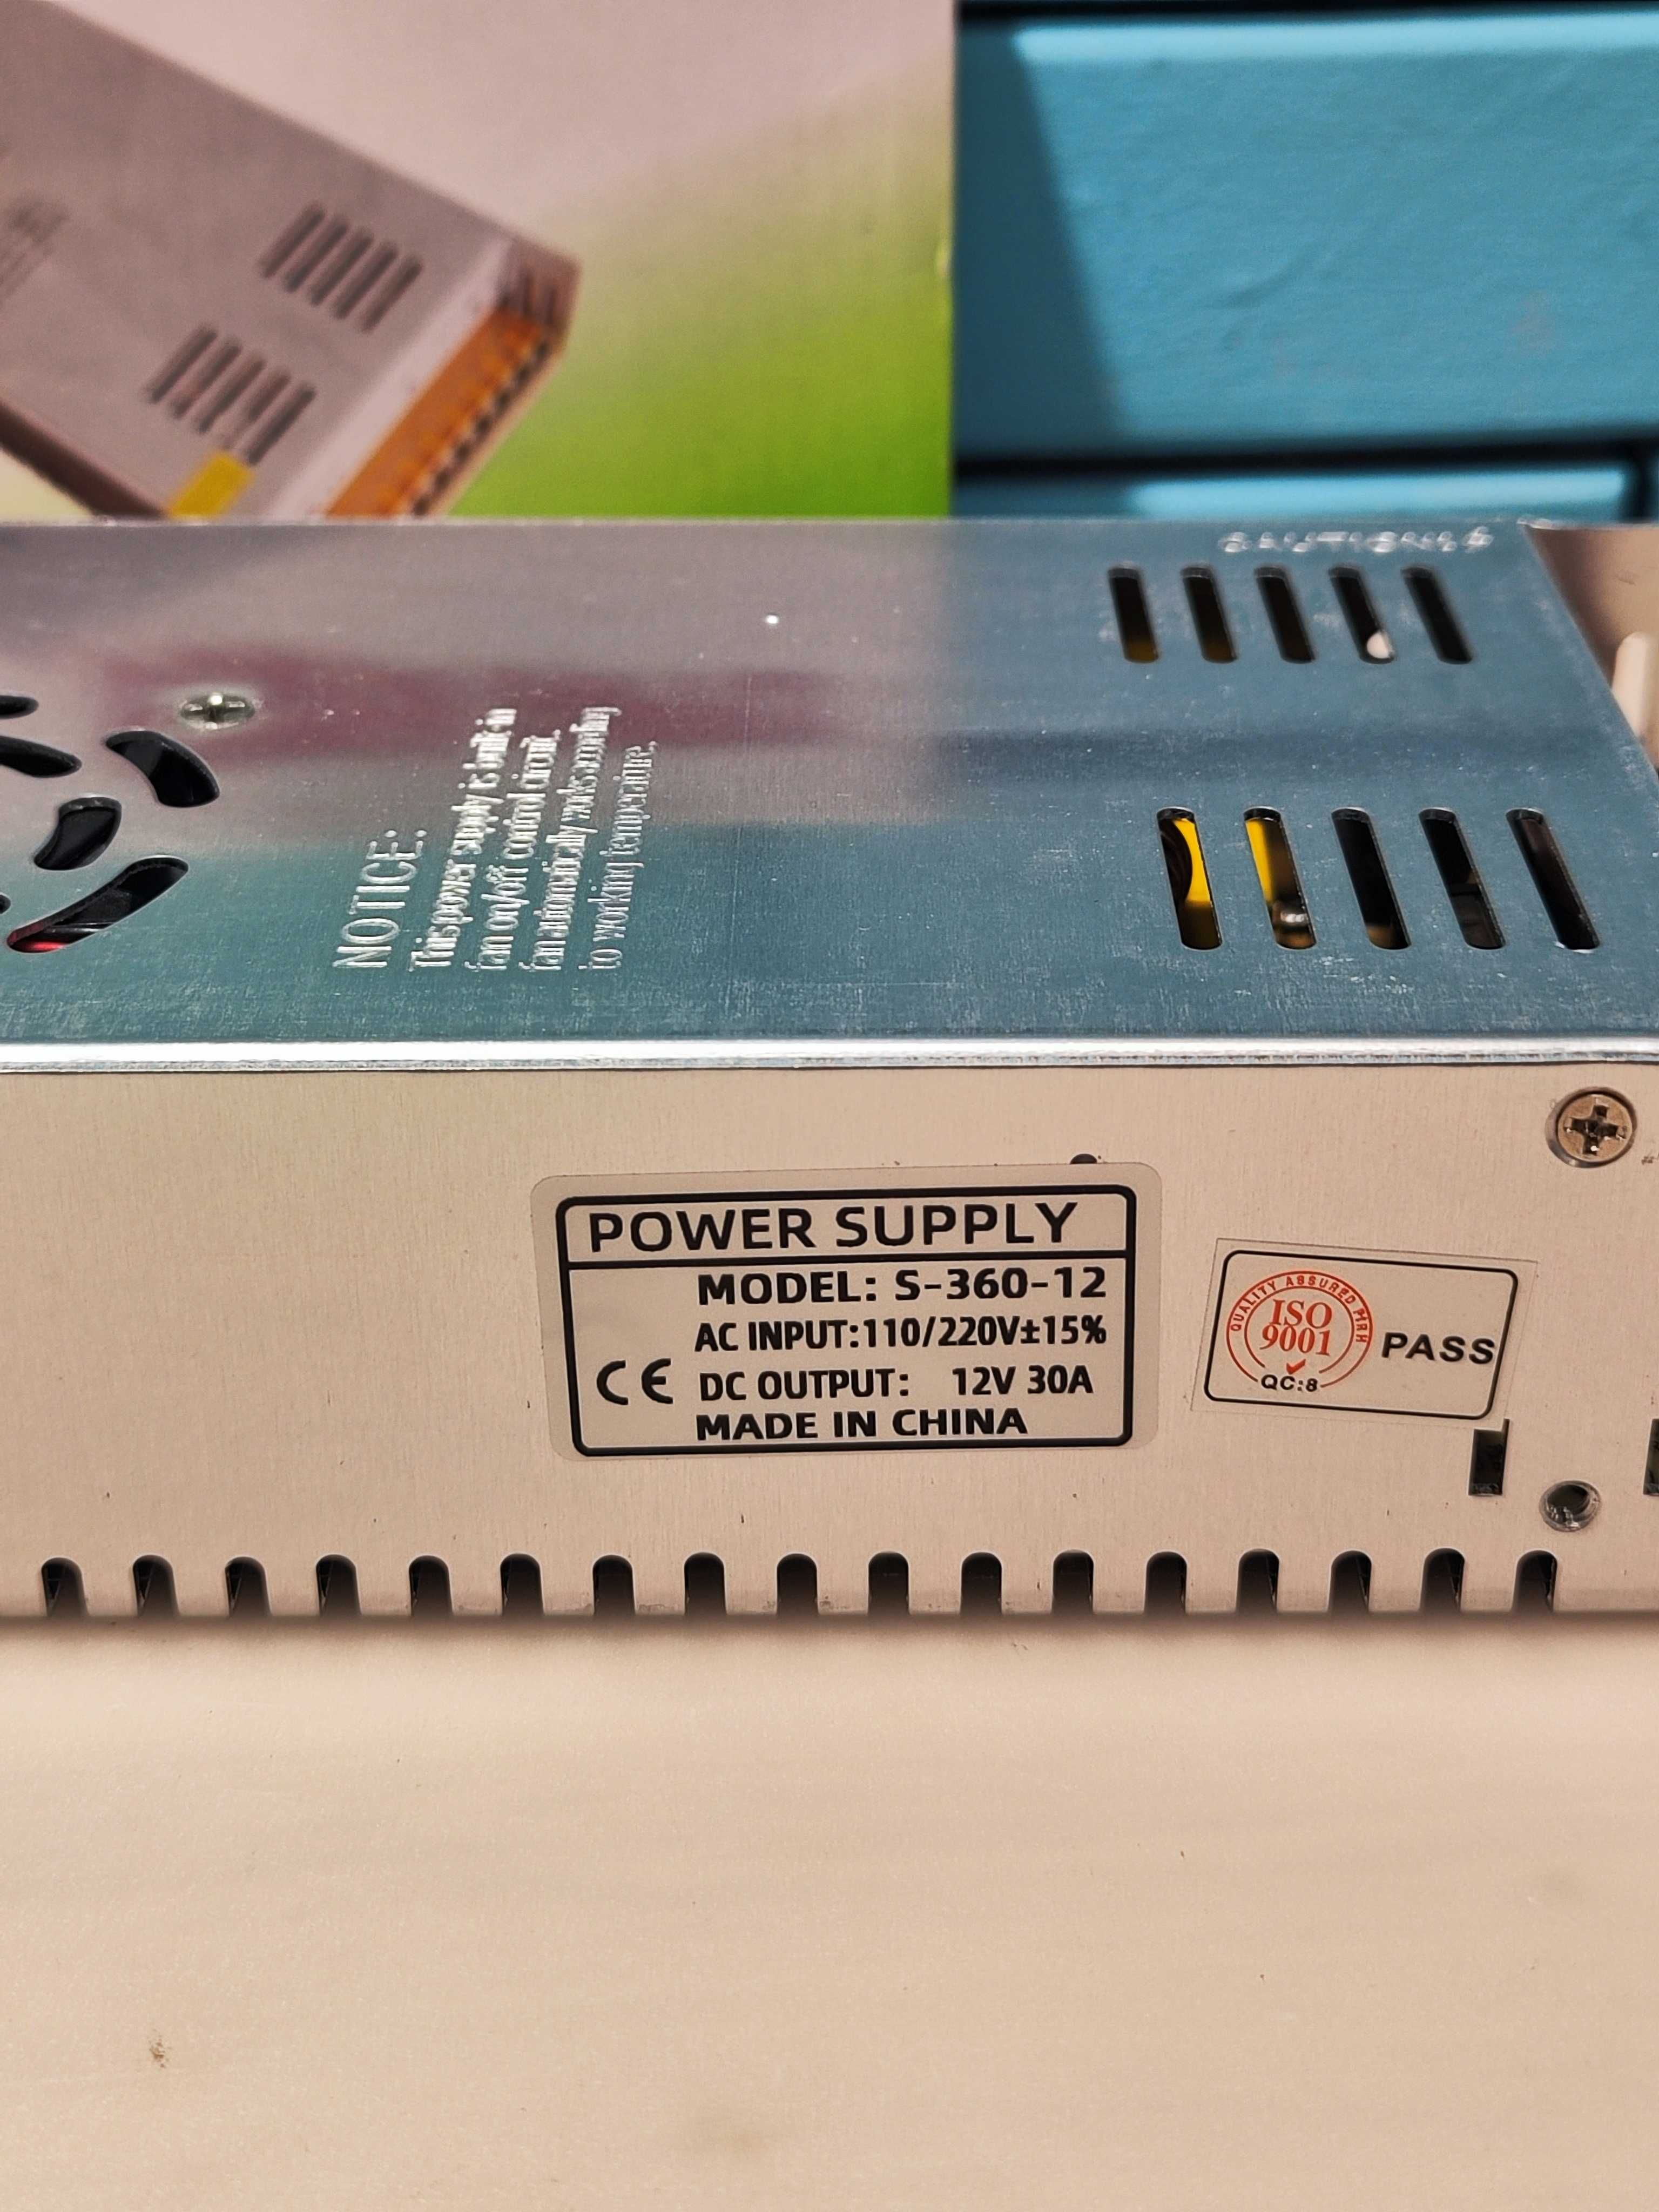 CAUTION
NOTICE:
This power supply is built-in
fan on/off control circuit.
fan automatically works according
to working temperature.
POWER SUPPLY
MODEL: S-360-12
AC INPUT:110/220V±15%
CE DC OUTPUT: 12V 30A
MADE IN CHINA
QUALITY ASSURED MRH
ISO
9001
QC:8
PASS